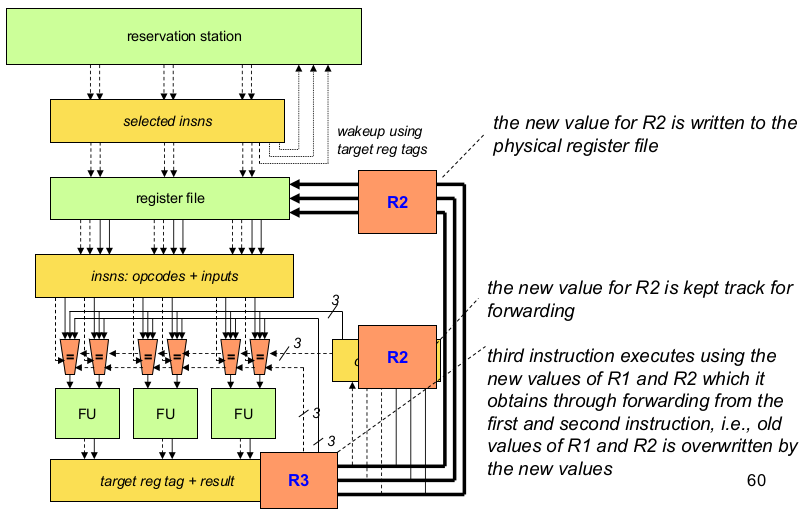 reservation station
selected insns
wakeup using
target reg tags
the new value for R2 is written to the
physical register file
register file
R2
insns: opcodes + inputs
the new value for R2 is kept track for
forwarding
3
3
R2
= = = = = =
third instruction executes using the
new values of R1 and R2 which it
obtains through forwarding from the
first and second instruction, i.e., old
values of R1 and R2 is overwritten by
the new values
FU FU FU
3
3
target reg tag + result
R3
60